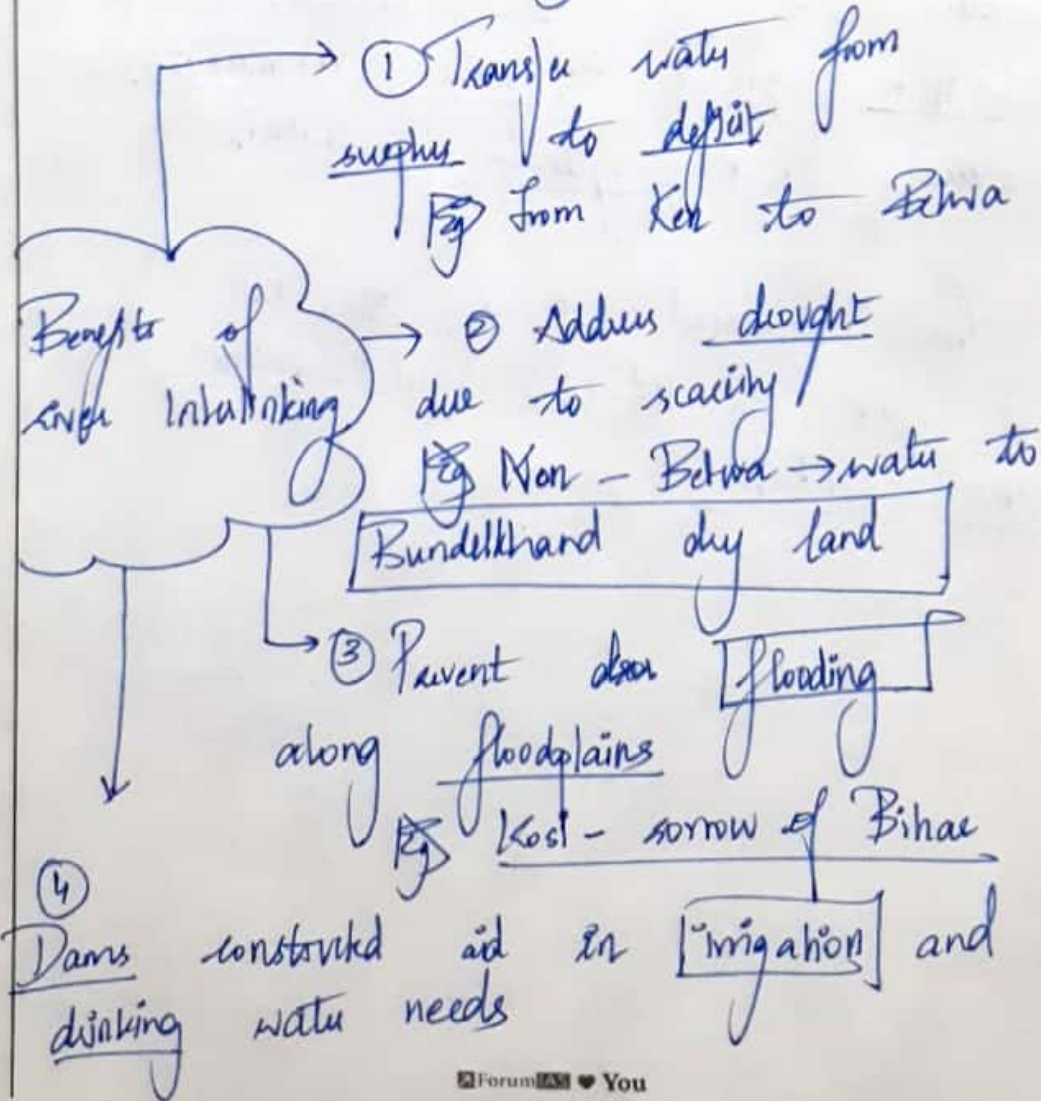 ① Transfer water from
surplus to deficit
Eg from Ken to Betwa
Benefits of
river Interlinking
→ ② Address drought
due to scarcity
Eg Non - Betwa → water to
Bundelkhand dry land
③ Prevent flooding
along floodplains
Eg Kosi - sorrow of Bihar
④
Dams constructed aid in irrigation and
drinking water needs
ForumIAS ♥ You